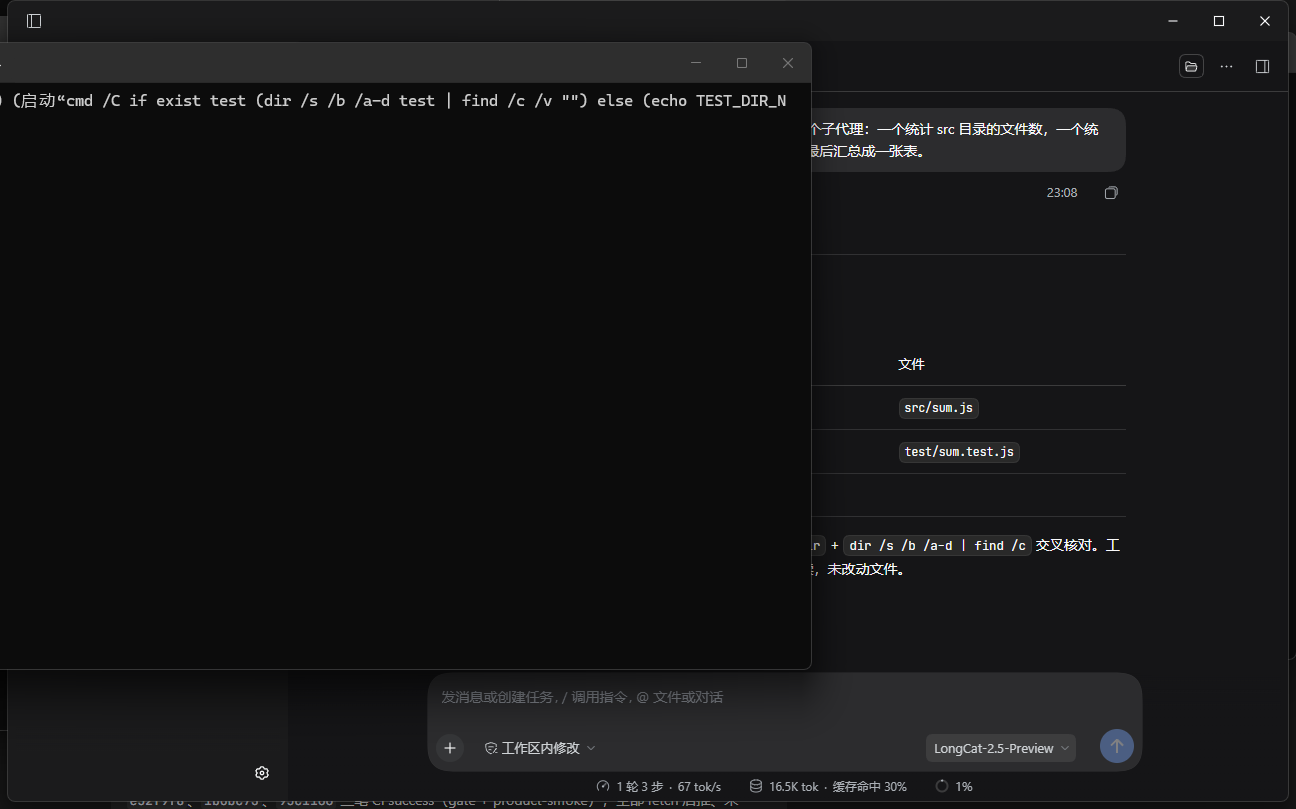 ) (启动“cmd /C if exist test (dir /s /b /a-d test | find /c /v "") else (echo TEST_DIR_N
个子代理：一个统计 src 目录的文件数，一个统
最后汇总成一张表。
23:08
文件
src/sum.js
test/sum.test.js
+ dir /s /b /a-d | find /c 交叉核对。工
，未改动文件。
发消息或创建任务, / 调用指令, @ 文件或对话
工作区内修改
LongCat-2.5-Preview
1 轮 3 步 · 67 tok/s
16.5K tok · 缓存命中 30%
1%